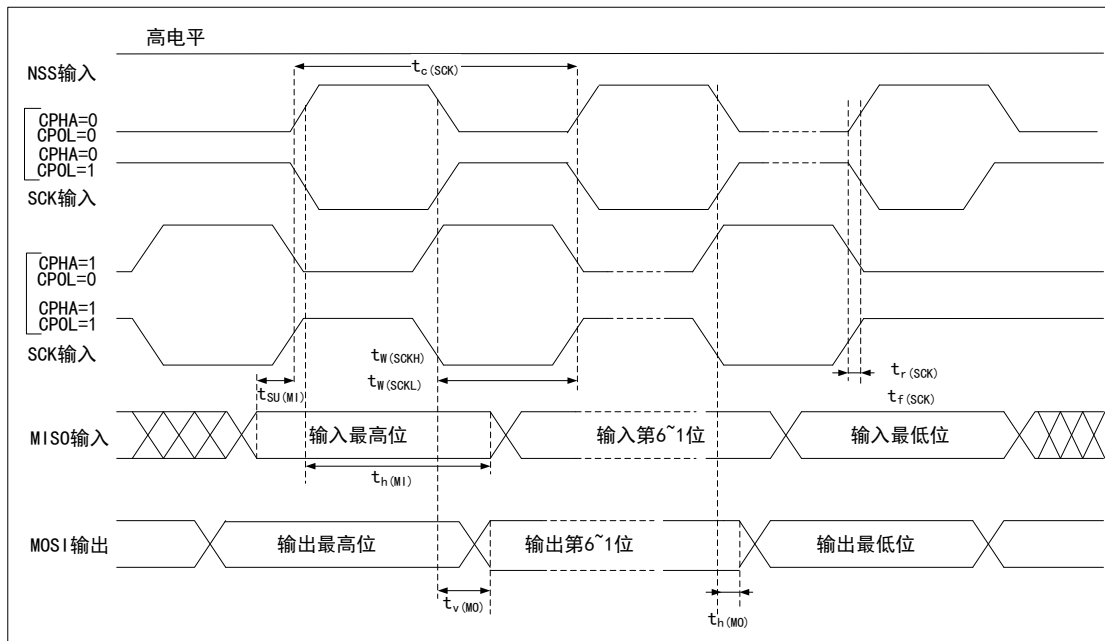 高电平
NSS输入
tc(SCK)
CPHA=0
CPOL=0
CPHA=0
CPOL=1
SCK输入
CPHA=1
CPOL=0
CPHA=1
CPOL=1
SCK输入
tW(SCKH)
tW(SCKL)
tr(SCK)
tf(SCK)
tSU(MI)
MISO输入
输入最高位
输入第6~1位
输入最低位
th(MI)
MOSI输出
输出最高位
输出第6~1位
输出最低位
tv(MO)
th(MO)